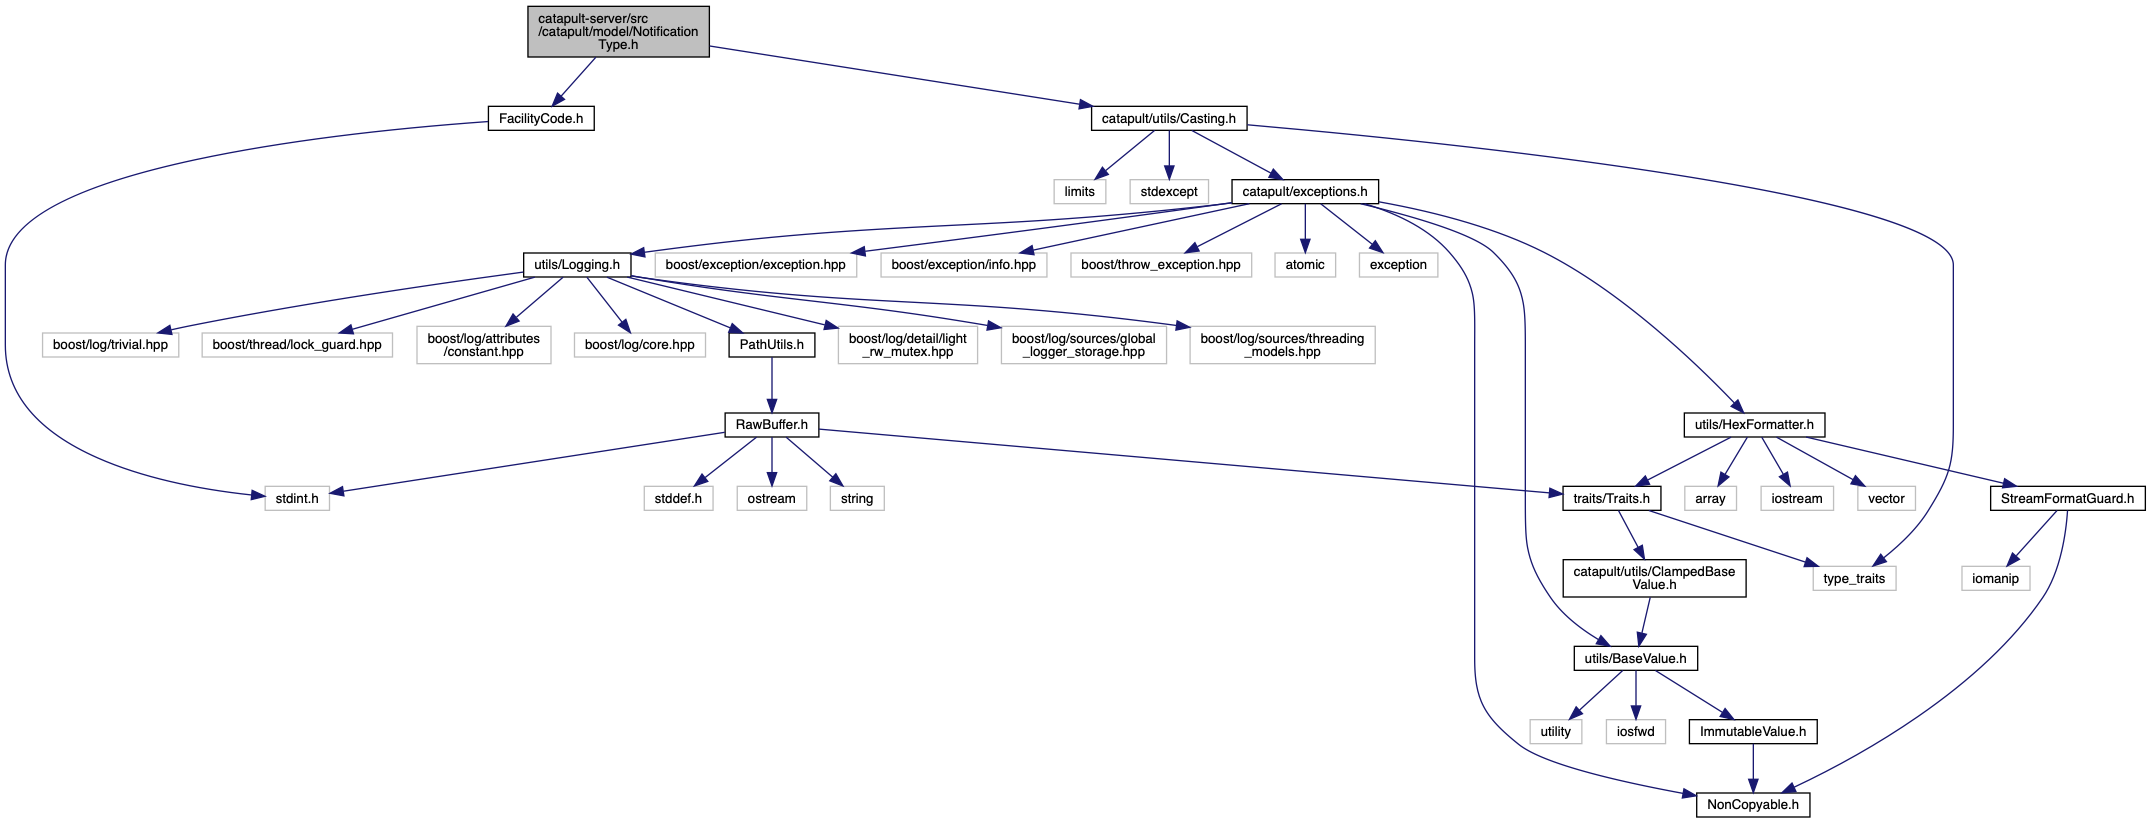 catapult-server/src
/catapult/model/Notification
Type.h
FacilityCode.h
catapult/utils/Casting.h
limits
stdexcept
catapult/exceptions.h
utils/Logging.h
boost/exception/exception.hpp
boost/exception/info.hpp
boost/throw_exception.hpp
atomic
exception
boost/log/trivial.hpp
boost/thread/lock_guard.hpp
boost/log/attributes
/constant.hpp
boost/log/core.hpp
PathUtils.h
boost/log/detail/light
_rw_mutex.hpp
boost/log/sources/global
_logger_storage.hpp
boost/log/sources/threading
_models.hpp
RawBuffer.h
utils/HexFormatter.h
stdint.h
stddef.h
ostream
string
traits/Traits.h
array
iostream
vector
StreamFormatGuard.h
catapult/utils/ClampedBase
Value.h
type_traits
iomanip
utils/BaseValue.h
utility
iosfwd
ImmutableValue.h
NonCopyable.h